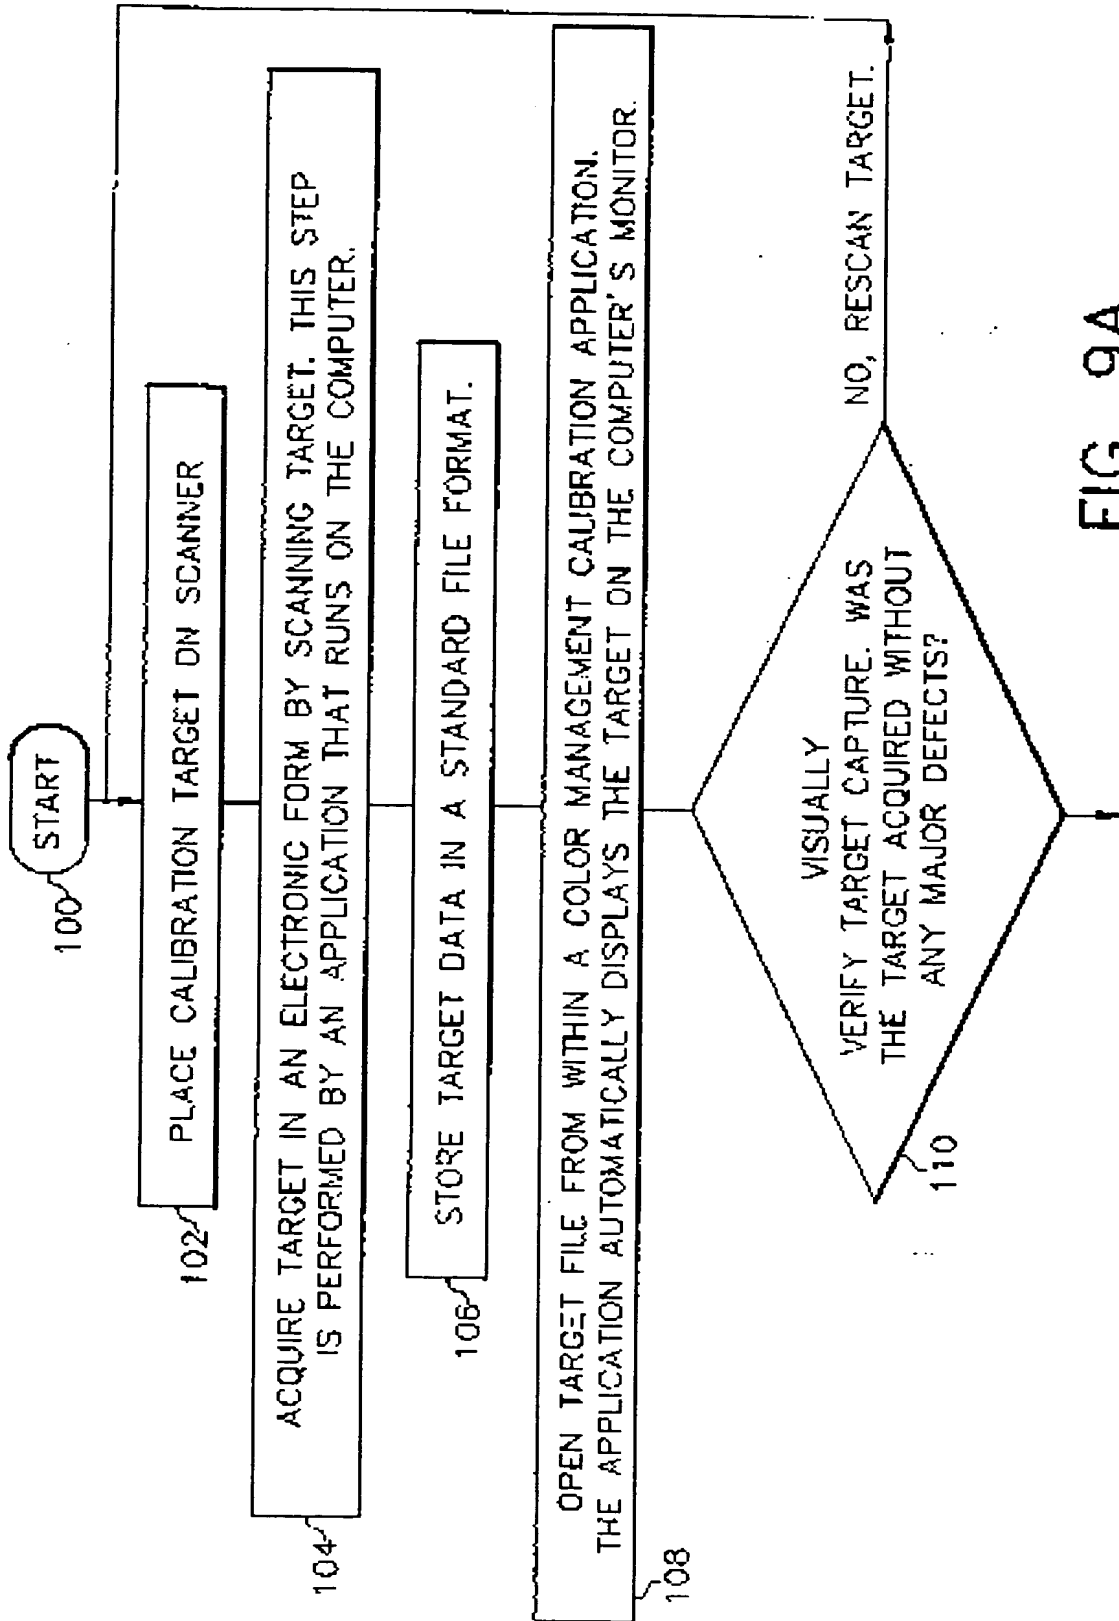 START
100
PLACE CALIBRATION TARGET ON SCANNER
102
ACQUIRE TARGET IN AN ELECTRONIC FORM BY SCANNING TARGET. THIS STEP
IS PERFORMED BY AN APPLICATION THAT RUNS ON THE COMPUTER.
104
STORE TARGET DATA IN A STANDARD FILE FORMAT.
106
OPEN TARGET FILE FROM WITHIN A COLOR MANAGEMENT CALIBRATION APPLICATION.
THE APPLICATION AUTOMATICALLY DISPLAYS THE TARGET ON THE COMPUTER'S MONITOR.
108
VISUALLY
VERIFY TARGET CAPTURE. WAS
THE TARGET ACQUIRED WITHOUT
ANY MAJOR DEFECTS?
110
NO, RESCAN TARGET.
FIG. 9A